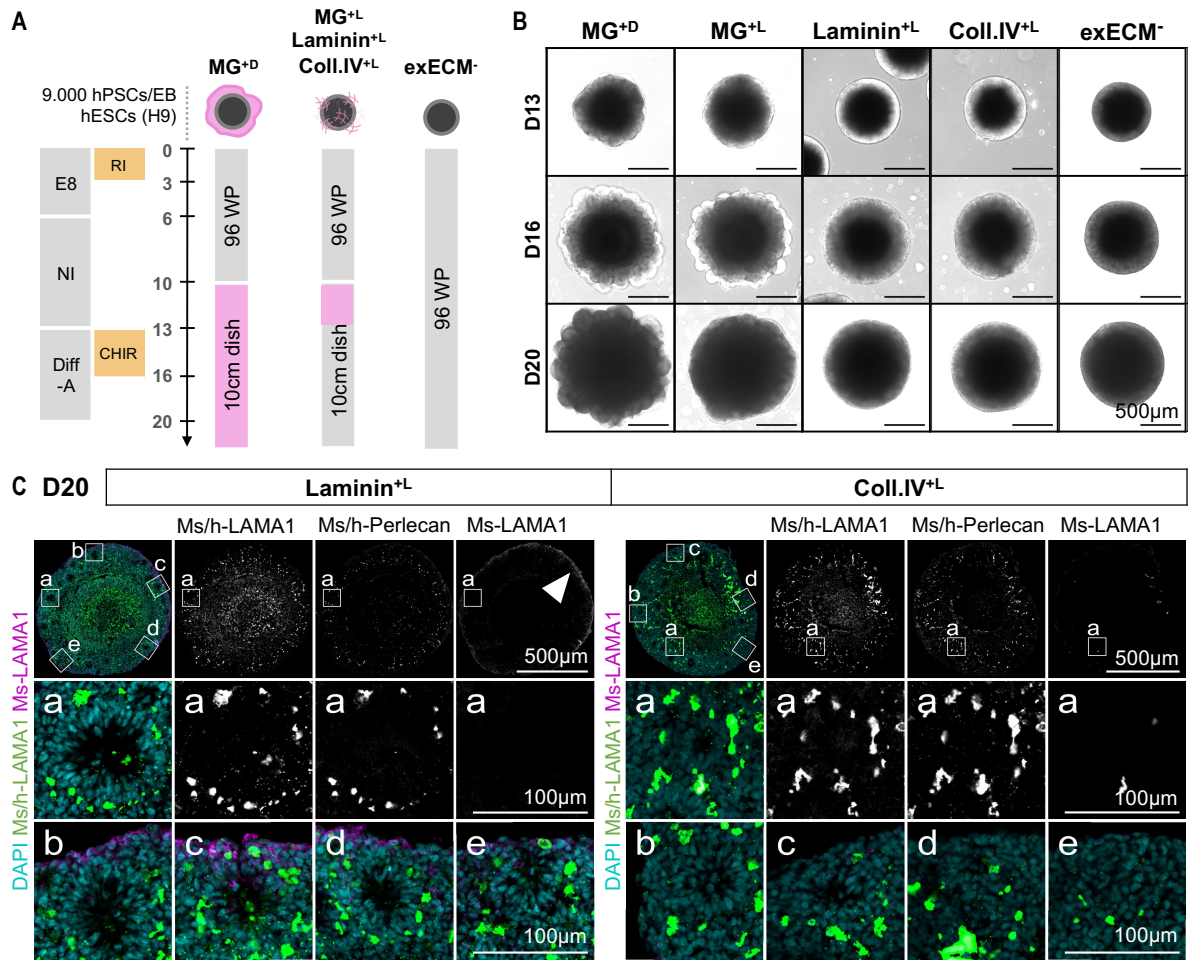 A
MG+D
MG+L
Laminin+L
Coll.IV+L
exECM-
9.000 hPSCs/EB
hESCs (H9)
E8
NI
Diff
-A
RI
CHIR
0
3
6
10
13
16
20
96 WP
10cm dish
96 WP
10cm dish
96 WP
B
MG+D
MG+L
Laminin+L
Coll.IV+L
exECM-
D13
D16
D20
500µm
C
D20
Laminin+L
Coll.IV+L
Ms/h-LAMA1
Ms/h-Perlecan
Ms-LAMA1
Ms/h-LAMA1
Ms/h-Perlecan
Ms-LAMA1
DAPI Ms/h-LAMA1 Ms-LAMA1
b
a
c
e
d
a
a
a
500µm
a
a
a
a
100µm
b
c
d
e
100µm
DAPI Ms/h-LAMA1 Ms-LAMA1
c
d
b
a
e
a
a
a
500µm
a
a
a
a
100µm
b
c
d
e
100µm